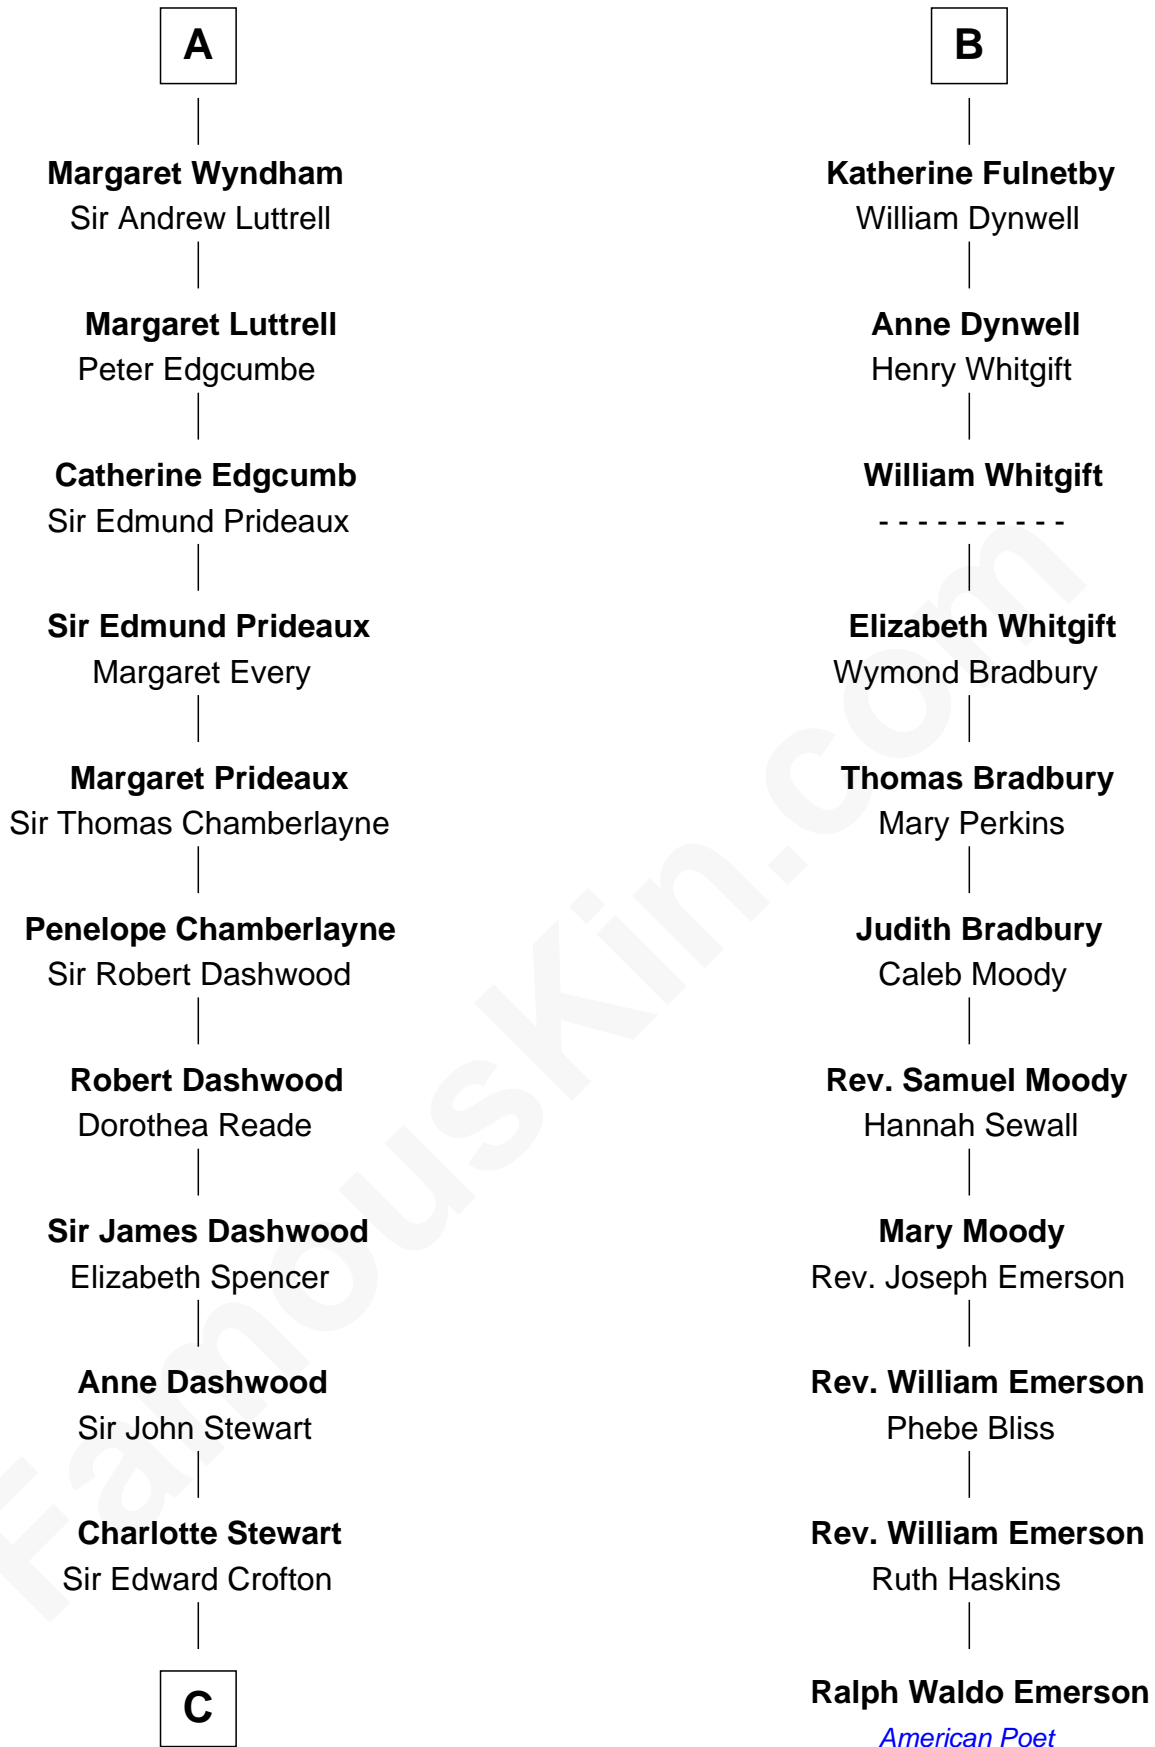 A
Margaret Wyndham
Sir Andrew Luttrell
Margaret Luttrell
Peter Edgcumbe
Catherine Edgcumb
Sir Edmund Prideaux
Sir Edmund Prideaux
Margaret Every
Margaret Prideaux
Sir Thomas Chamberlayne
Penelope Chamberlayne
Sir Robert Dashwood
Robert Dashwood
Dorothea Reade
Sir James Dashwood
Elizabeth Spencer
Anne Dashwood
Sir John Stewart
Charlotte Stewart
Sir Edward Crofton
C
B
Katherine Fulnetby
William Dynwell
Anne Dynwell
Henry Whitgift
William Whitgift
- - - - - - - - - -
Elizabeth Whitgift
Wymond Bradbury
Thomas Bradbury
Mary Perkins
Judith Bradbury
Caleb Moody
Rev. Samuel Moody
Hannah Sewall
Mary Moody
Rev. Joseph Emerson
Rev. William Emerson
Phebe Bliss
Rev. William Emerson
Ruth Haskins
Ralph Waldo Emerson
American Poet
FamousKin.com